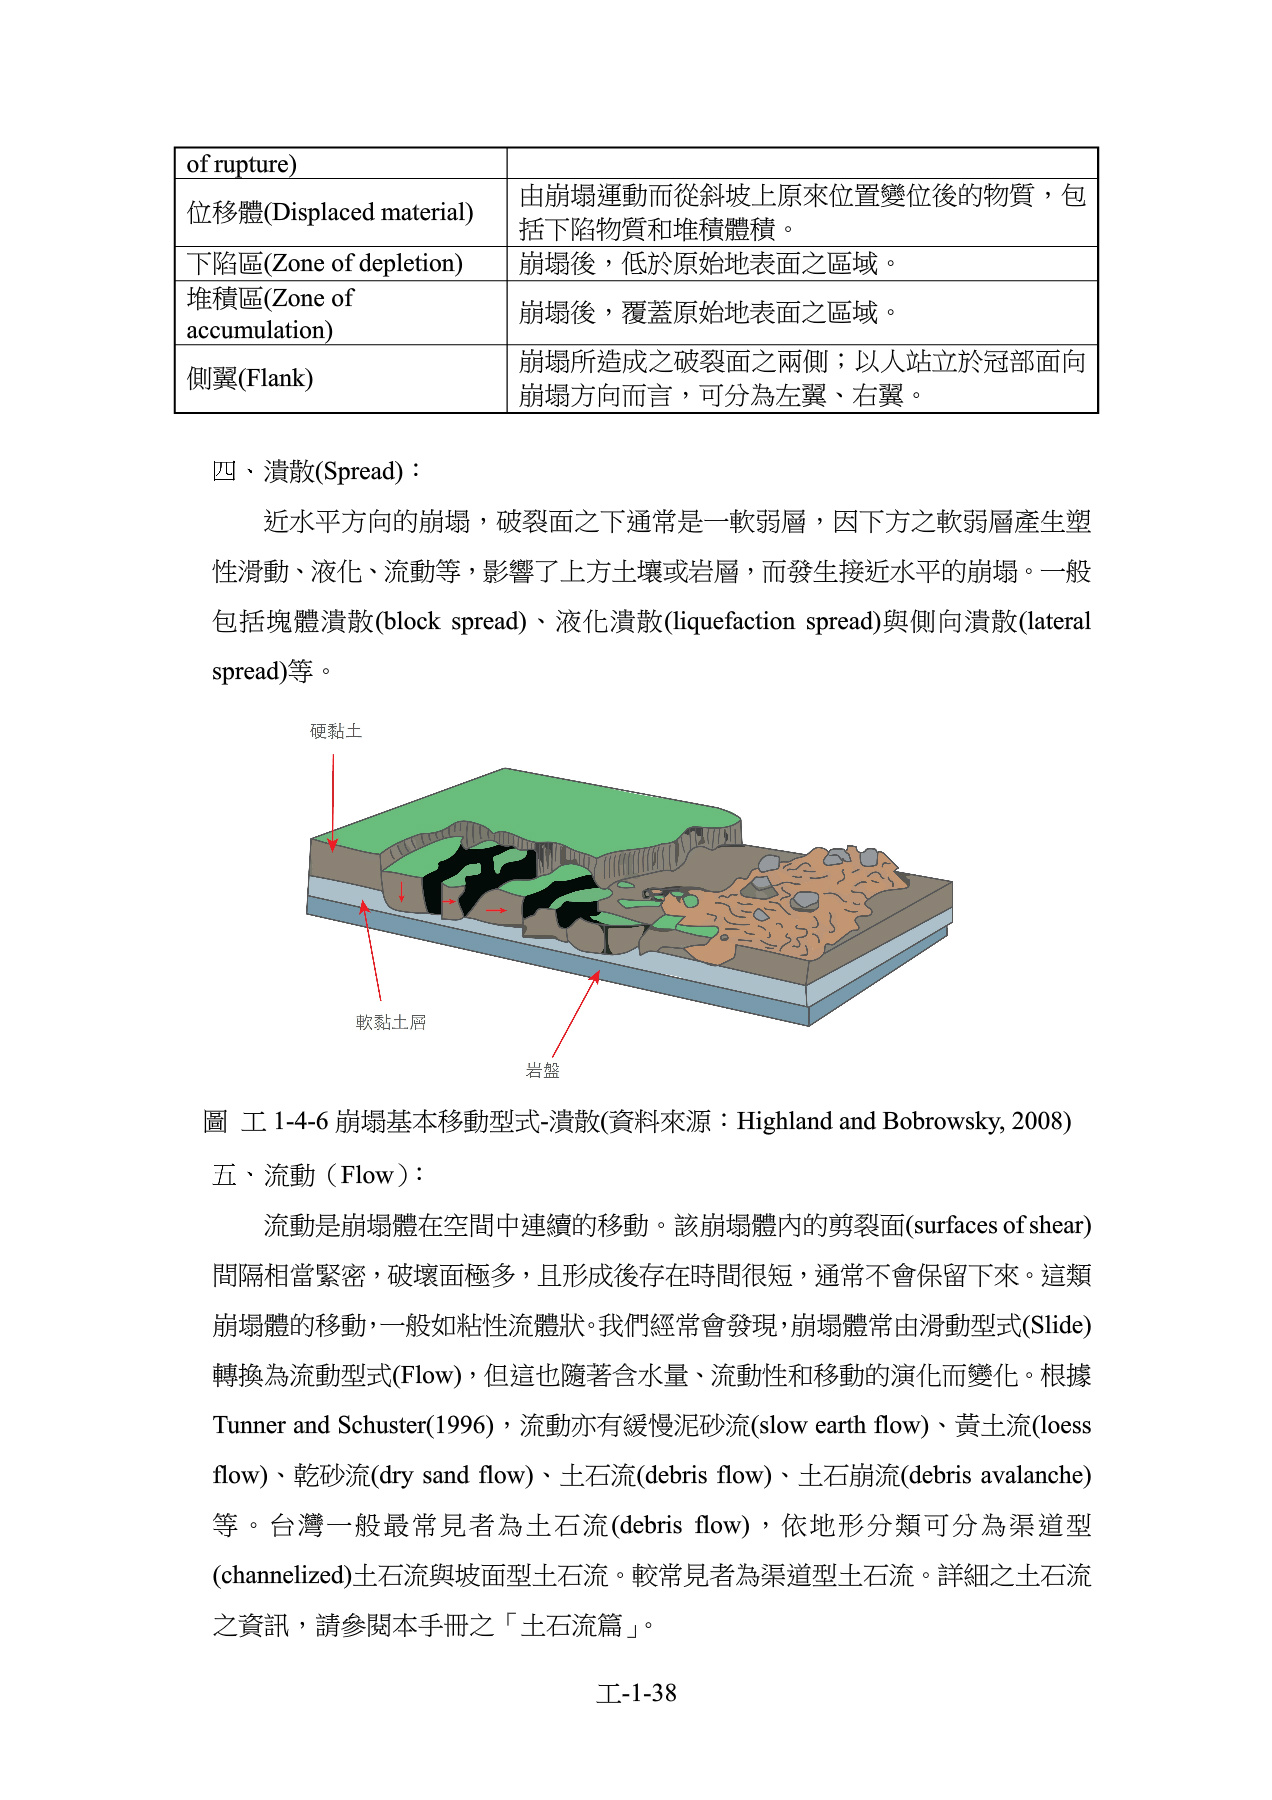 of rupture)
位移體(Displaced material)
由崩塌運動而從斜坡上原來位置變位後的物質，包
括下陷物質和堆積體積。
下陷區(Zone of depletion)
崩塌後，低於原始地表面之區域。
堆積區(Zone of
accumulation)
崩塌後，覆蓋原始地表面之區域。
側翼(Flank)
崩塌所造成之破裂面之兩側；以人站立於冠部面向
崩塌方向而言，可分為左翼、右翼。
四、潰散(Spread)：
近水平方向的崩塌，破裂面之下通常是一軟弱層，因下方之軟弱層產生塑
性滑動、液化、流動等，影響了上方土壤或岩層，而發生接近水平的崩塌。一般
包括塊體潰散(block spread)、液化潰散(liquefaction spread)與側向潰散(lateral
spread)等。
硬黏土
軟黏土層
岩盤
圖 工 1-4-6 崩塌基本移動型式-潰散(資料來源：Highland and Bobrowsky, 2008)
五、流動（Flow）：
流動是崩塌體在空間中連續的移動。該崩塌體內的剪裂面(surfaces of shear)
間隔相當緊密，破壞面極多，且形成後存在時間很短，通常不會保留下來。這類
崩塌體的移動，一般如粘性流體狀。我們經常會發現，崩塌體常由滑動型式(Slide)
轉換為流動型式(Flow)，但這也隨著含水量、流動性和移動的演化而變化。根據
Tunner and Schuster(1996)，流動亦有緩慢泥砂流(slow earth flow)、黃土流(loess
flow)、乾砂流(dry sand flow)、土石流(debris flow)、土石崩流(debris avalanche)
等。台灣一般最常見者為土石流(debris flow)，依地形分類可分為渠道型
(channelized)土石流與坡面型土石流。較常見者為渠道型土石流。詳細之土石流
之資訊，請參閱本手冊之「土石流篇」。
工-1-38